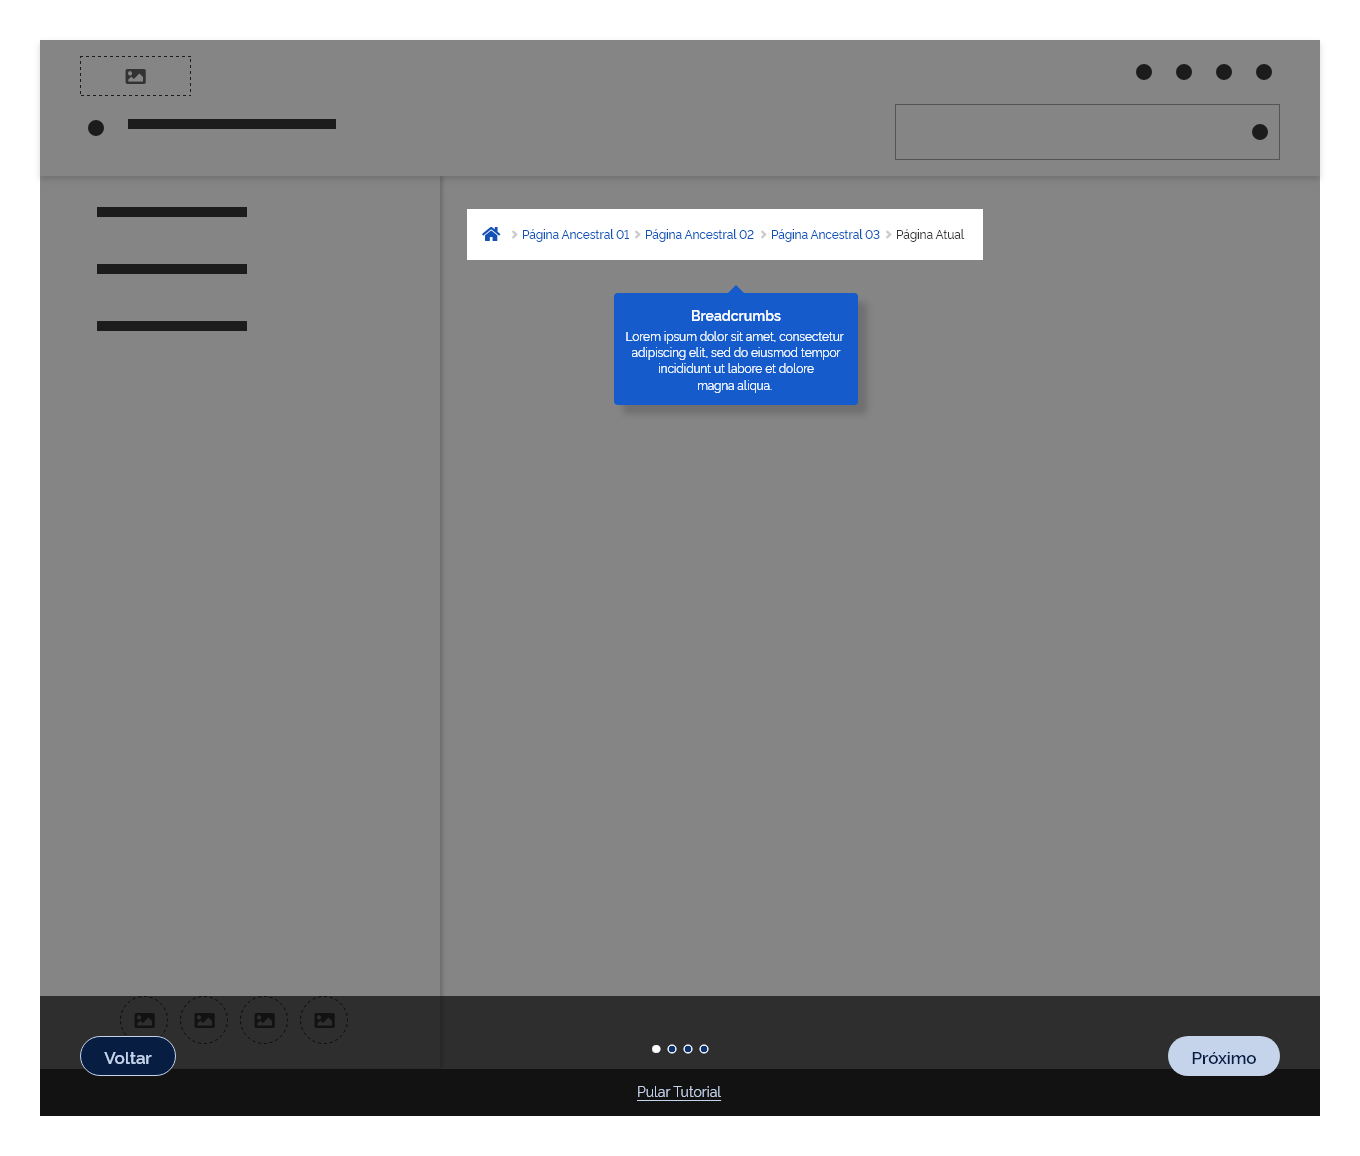 Página Ancestral 01 Página Ancestral 02 Página Ancestral 03 Página Atual
Breadcrumbs
Lorem ipsum dolor sit amet, consectetur
adipiscing elit, sed do eiusmod tempor
incididunt ut labore et dolore
magna aliqua.
Voltar
Próximo
Pular Tutorial